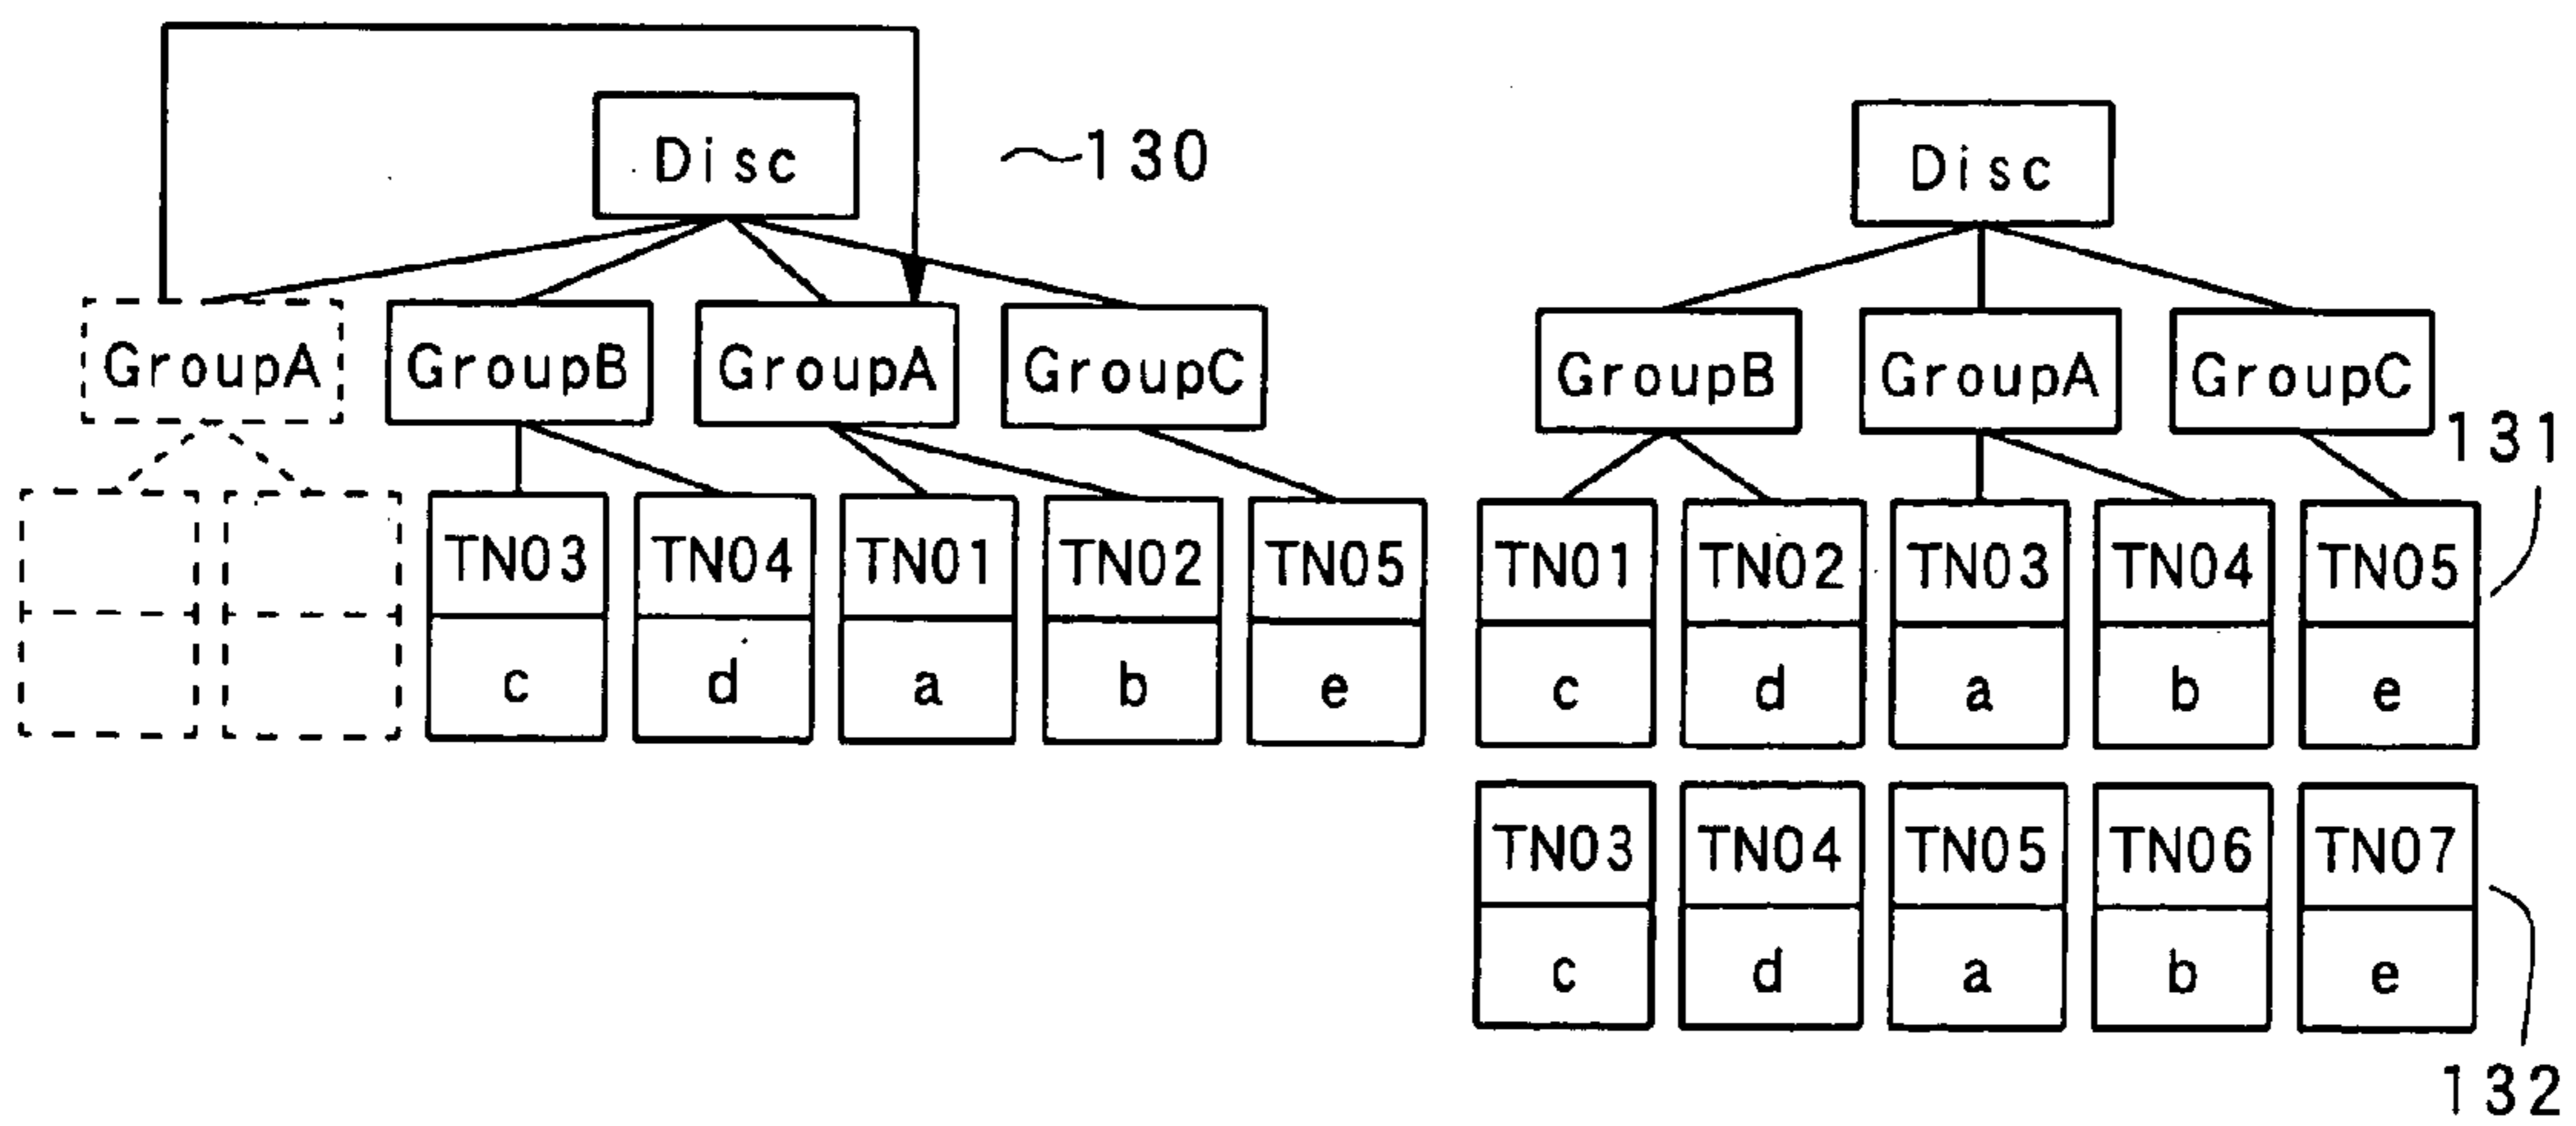 Disc
130
GroupA GroupB GroupA GroupC
TN03 TN04 TN01 TN02 TN05
c d a b e
Disc
GroupB GroupA GroupC
131
TN01 TN02 TN03 TN04 TN05
c d a b e
TN03 TN04 TN05 TN06 TN07
c d a b e
132